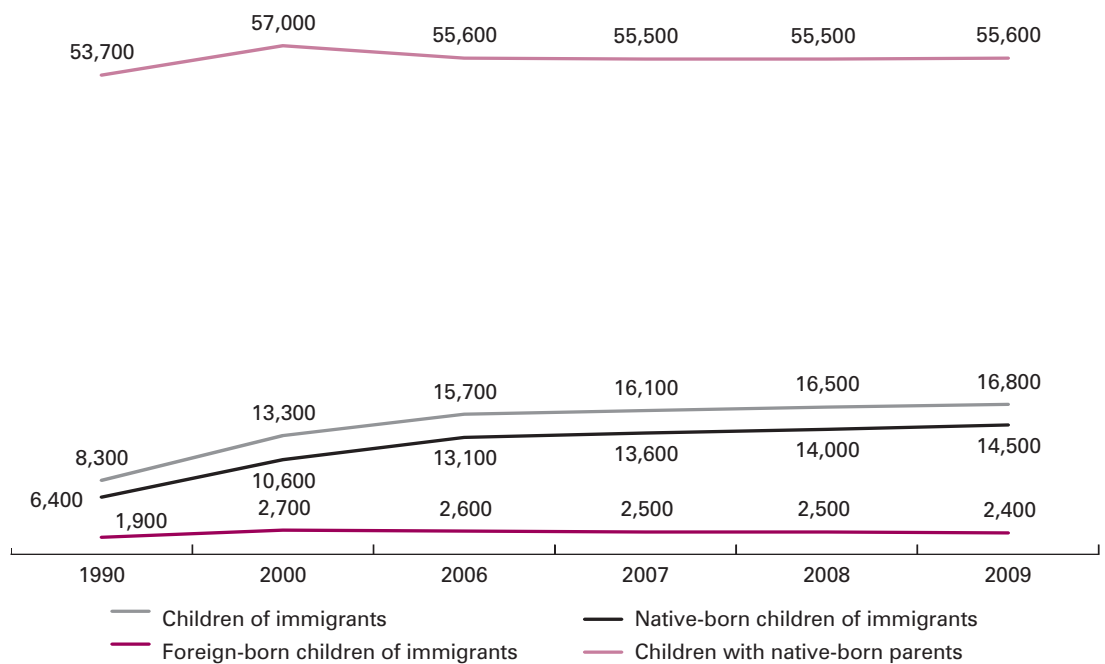 57,000
53,700 55,600 55,500 55,500 55,600
15,700 16,100 16,500 16,800
13,300
8,300
6,400 10,600 13,100 13,600 14,000 14,500
1,900 2,700 2,600 2,500 2,500 2,400
1990 2000 2006 2007 2008 2009
Children of immigrants Native-born children of immigrants
Foreign-born children of immigrants Children with native-born parents